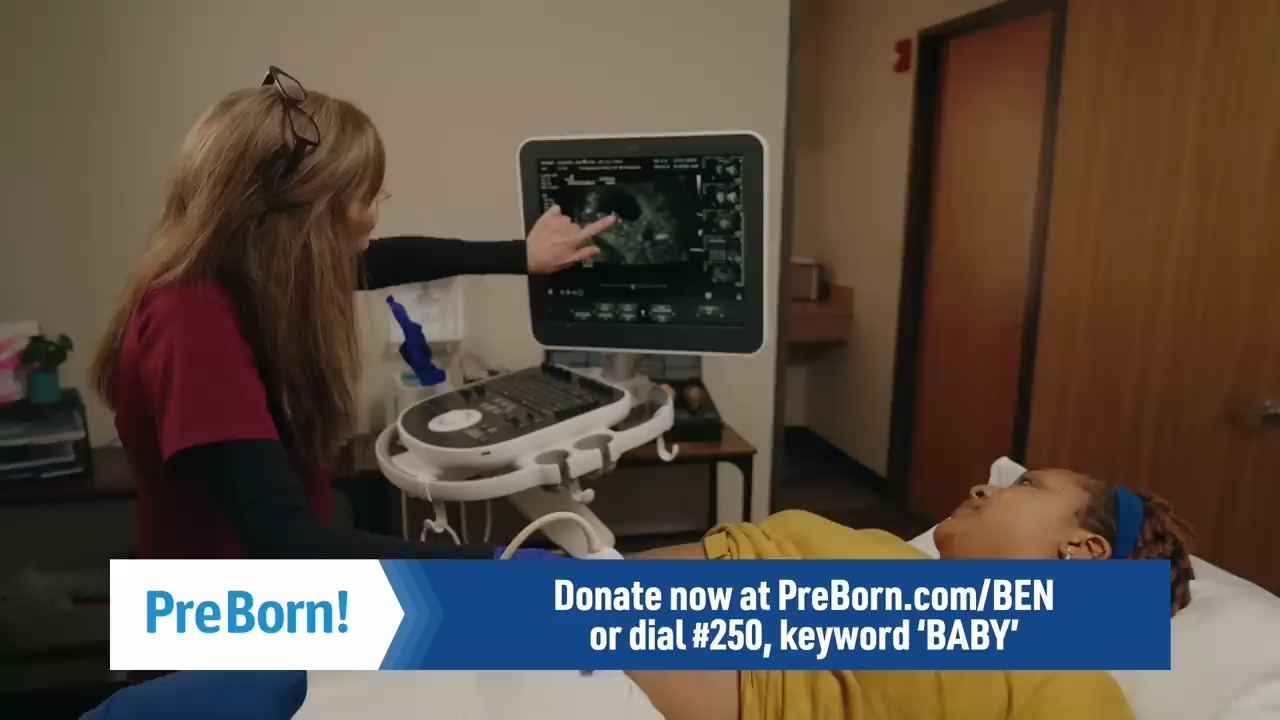 PreBorn!
Donate now at PreBorn.com/BEN
or dial #250, keyword ‘BABY’